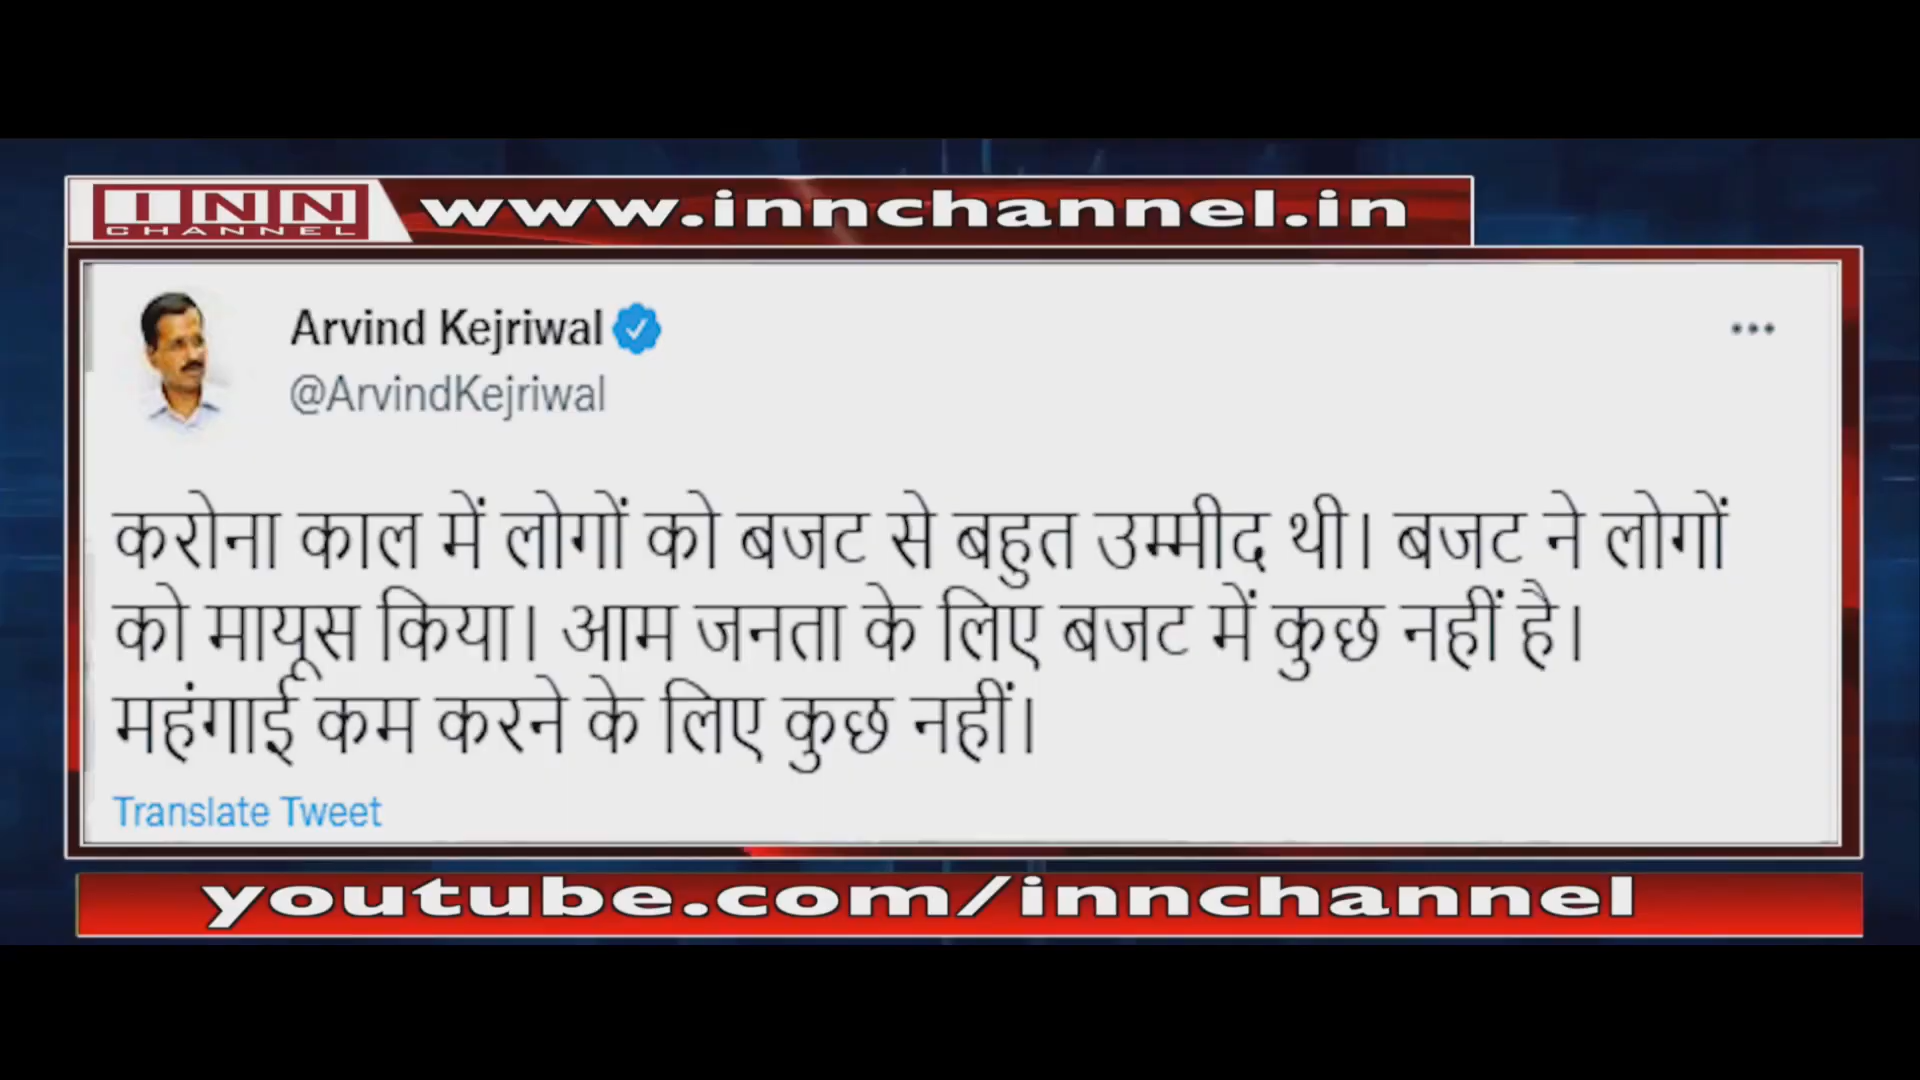 INN
CHANNEL
www.innchannel.in
Arvind Kejriwal
@ArvindKejriwal
करोना काल में लोगों को बजट से बहुत उम्मीद थी। बजट ने लोगों
को मायूस किया। आम जनता के लिए बजट में कुछ नहीं है।
महंगाई कम करने के लिए कुछ नहीं।
Translate Tweet
youtube.com/innchannel